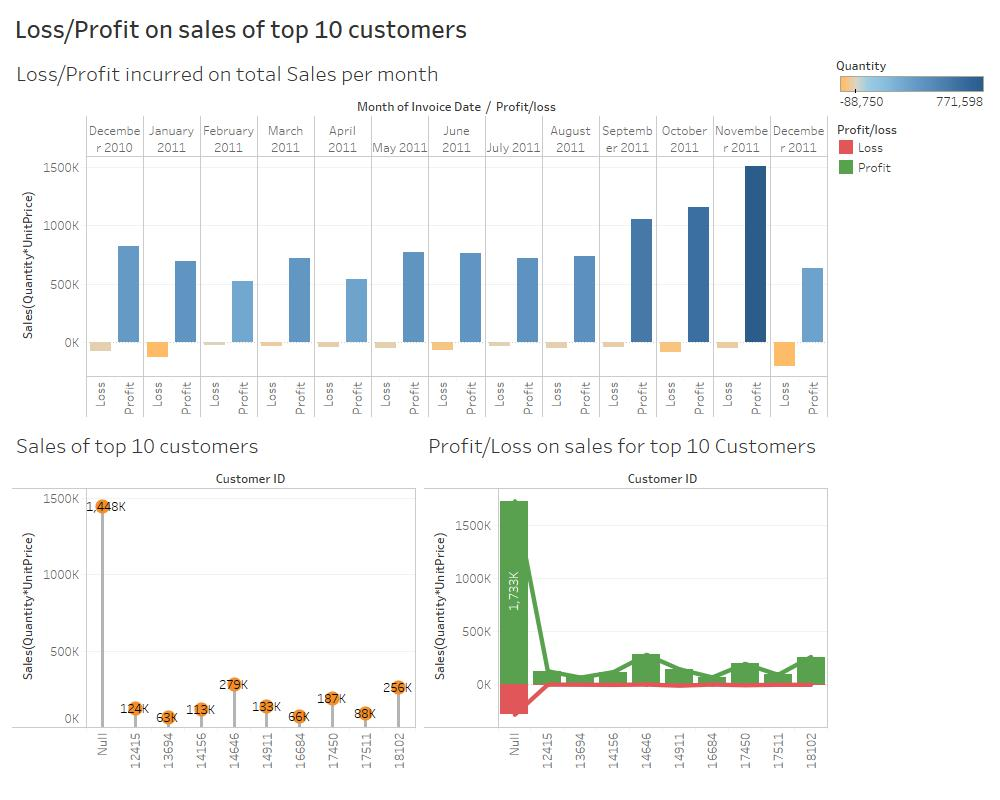 Loss/Profit on sales of top 10 customers
Loss/Profit incurred on total Sales per month
Month of Invoice Date / Profit/loss
Decembe
r 2010
January
2011
February
2011
March
2011
April
2011
May 2011
June
2011
July 2011
August
2011
Septemb
er 2011
October
2011
Novembe
r 2011
Decembe
r 2011
Sales(Quantity*UnitPrice)
1500K
1000K
500K
0K
Loss
Profit
Loss
Profit
Loss
Profit
Loss
Profit
Loss
Profit
Loss
Profit
Loss
Profit
Loss
Profit
Loss
Profit
Loss
Profit
Loss
Profit
Loss
Profit
Loss
Profit
Quantity
-88,750 771,598
Profit/loss
Loss
Profit
Sales of top 10 customers
Customer ID
Sales(Quantity*UnitPrice)
1500K
1000K
500K
0K
1,448K
124K
63K
113K
279K
133K
66K
187K
88K
256K
Null
12415
13694
14156
14646
14911
16684
17450
17511
18102
Profit/Loss on sales for top 10 Customers
Customer ID
Sales(Quantity*UnitPrice)
1500K
1000K
500K
0K
1,733K
Null
12415
13694
14156
14646
14911
16684
17450
17511
18102